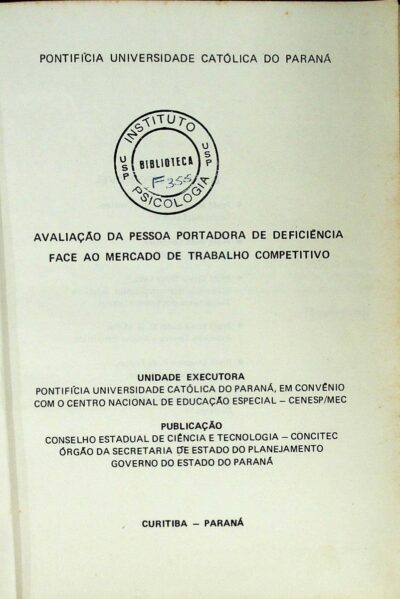 PONTIFÍCIA UNIVERSIDADE CATÓLICA DO PARANÁ
INSTITUTO
USP
BIBLIOTECA
USP
F355
PSICOLOGIA
AVALIAÇÃO DA PESSOA PORTADORA DE DEFICIÊNCIA
FACE AO MERCADO DE TRABALHO COMPETITIVO
UNIDADE EXECUTORA
PONTIFÍCIA UNIVERSIDADE CATÓLICA DO PARANÁ, EM CONVÊNIO
COM O CENTRO NACIONAL DE EDUCAÇÃO ESPECIAL – CENESP/MEC
PUBLICAÇÃO
CONSELHO ESTADUAL DE CIÊNCIA E TECNOLOGIA – CONCITEC
ÓRGÃO DA SECRETARIA DE ESTADO DO PLANEJAMENTO
GOVERNO DO ESTADO DO PARANÁ
CURITIBA – PARANÁ